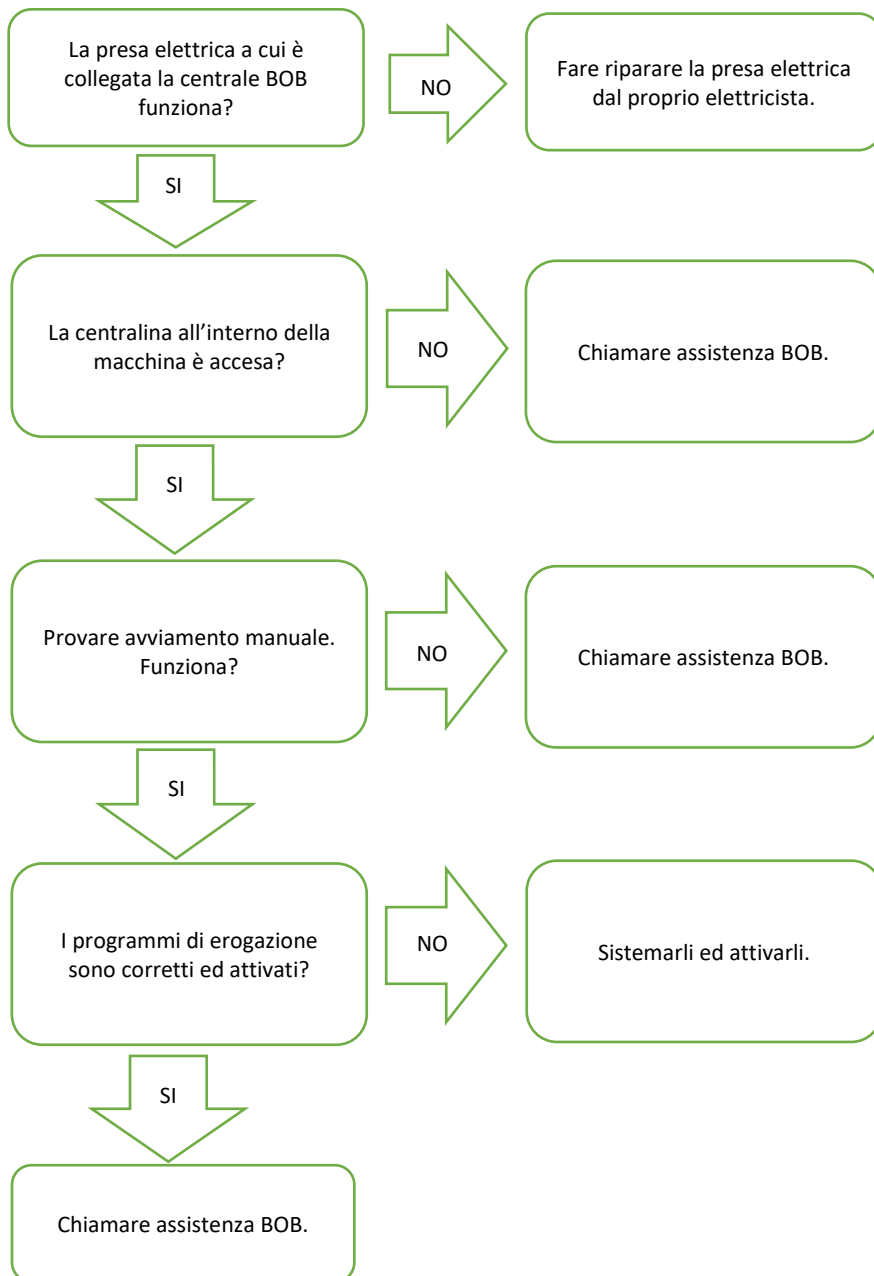 La presa elettrica a cui è
collegata la centrale BOB
funziona?
NO
Fare riparare la presa elettrica
dal proprio elettricista.
SI
La centralina all’interno della
macchina è accesa?
NO
Chiamare assistenza BOB.
SI
Provare avviamento manuale.
Funziona?
NO
Chiamare assistenza BOB.
SI
I programmi di erogazione
sono corretti ed attivati?
NO
Sistemarli ed attivarli.
SI
Chiamare assistenza BOB.